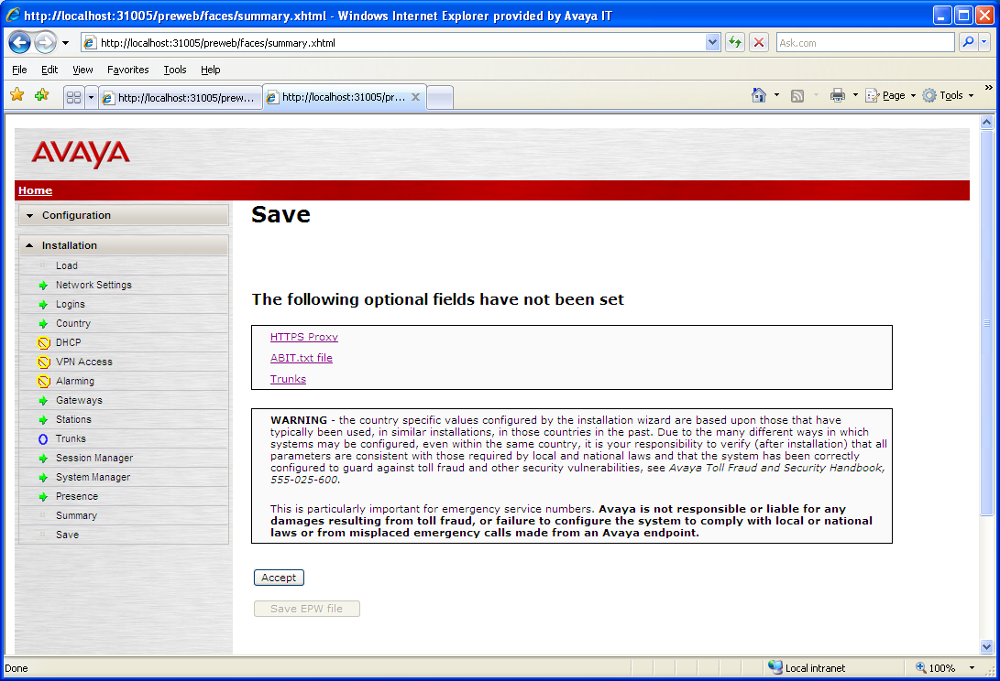 http://localhost:31005/preweb/faces/summary.xhtml - Windows Internet Explorer provided by Avaya IT
http://localhost:31005/preweb/faces/summary.xhtml
Ask.com
File Edit View Favorites Tools Help
http://localhost:31005/prew...
http://localhost:31005/pr...
Page
Tools
AVAYA
Home
Configuration
Installation
Load
Network Settings
Logins
Country
DHCP
VPN Access
Alarming
Gateways
Stations
Trunks
Session Manager
System Manager
Presence
Summary
Save
Save
The following optional fields have not been set
HTTPS Proxy
ABIT.txt file
Trunks
WARNING - the country specific values configured by the installation wizard are based upon those that have
typically been used, in similar installations, in those countries in the past. Due to the many different ways in which
systems may be configured, even within the same country, it is your responsibility to verify (after installation) that all
parameters are consistent with those required by local and national laws and that the system has been correctly
configured to guard against toll fraud and other security vulnerabilities, see Avaya Toll Fraud and Security Handbook,
555-025-600.
This is particularly important for emergency service numbers. Avaya is not responsible or liable for any
damages resulting from toll fraud, or failure to configure the system to comply with local or national
laws or from misplaced emergency calls made from an Avaya endpoint.
Accept
Save EPW file
Done
Local intranet
100%